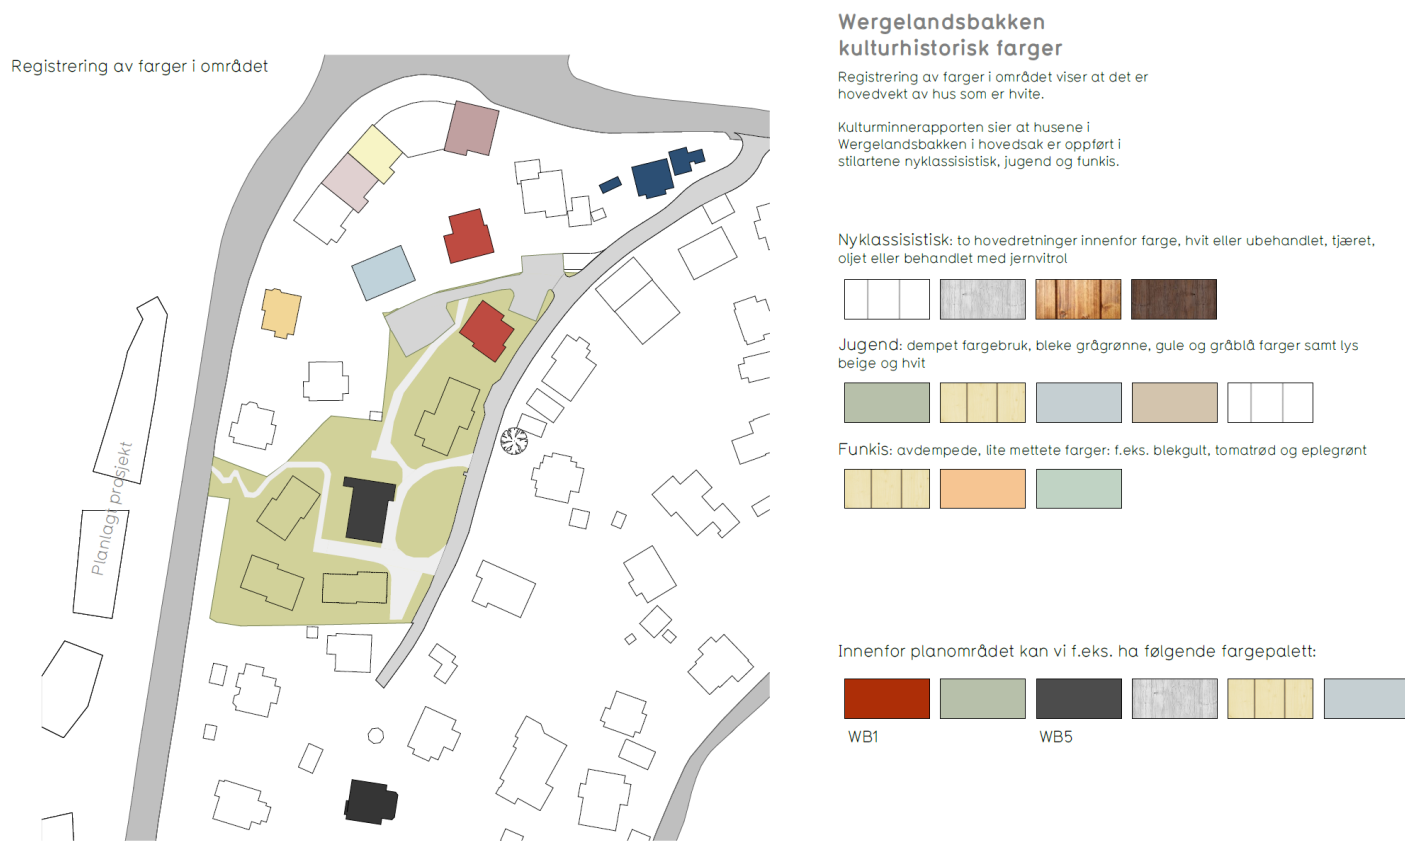 Registrering av farger i området
Planlagt prosjekt
Wergelandsbakken
kulturhistorisk farger
Registrering av farger i området viser at det er
hovedvekt av hus som er hvite.
Kulturminnerapporten sier at husene i
Wergelandsbakken i hovedsak er oppført i
stilartene nyklassisistisk, jugend og funkis.
Nyklassisistisk: to hovedretninger innenfor farge, hvit eller ubehandlet, tjæret,
oljet eller behandlet med jernvitrol
Jugend: dempet fargebruk, bleke grågrønne, gule og gråblå farger samt lys
beige og hvit
Funkis: avdempede, lite mettete farger: f.eks. blekgult, tomatrød og eplegrønt
Innenfor planområdet kan vi f.eks. ha følgende fargepalett:
WB1
WB5